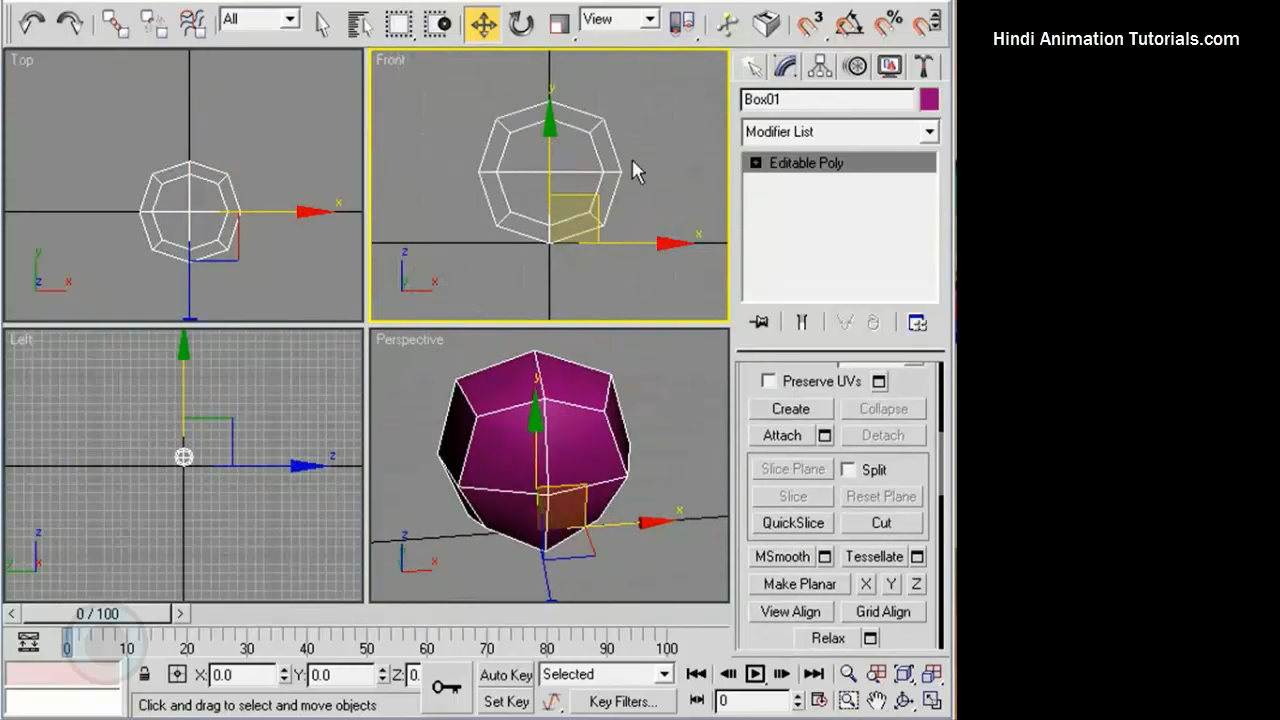 All
View
3
%
Hindi Animation Tutorials.com
Top
Front
Box01
Modifier List
Editable Poly
x
y
y
z
x
y
x
z
y
x
Left
Perspective
z
z
y
x
y
x
z
x
Preserve UVs
Create
Collapse
Attach
Detach
Slice Plane
Split
Slice
Reset Plane
QuickSlice
Cut
MSmooth
Tessellate
Make Planar
X
Y
Z
View Align
Grid Align
Relax
<
0 / 100
>
0 10 20 30 40 50 60 70 80 90 100
X: 0.0
Y: 0.0
Z: 0.
Auto Key
Selected
Click and drag to select and move objects
Set Key
Key Filters...
0